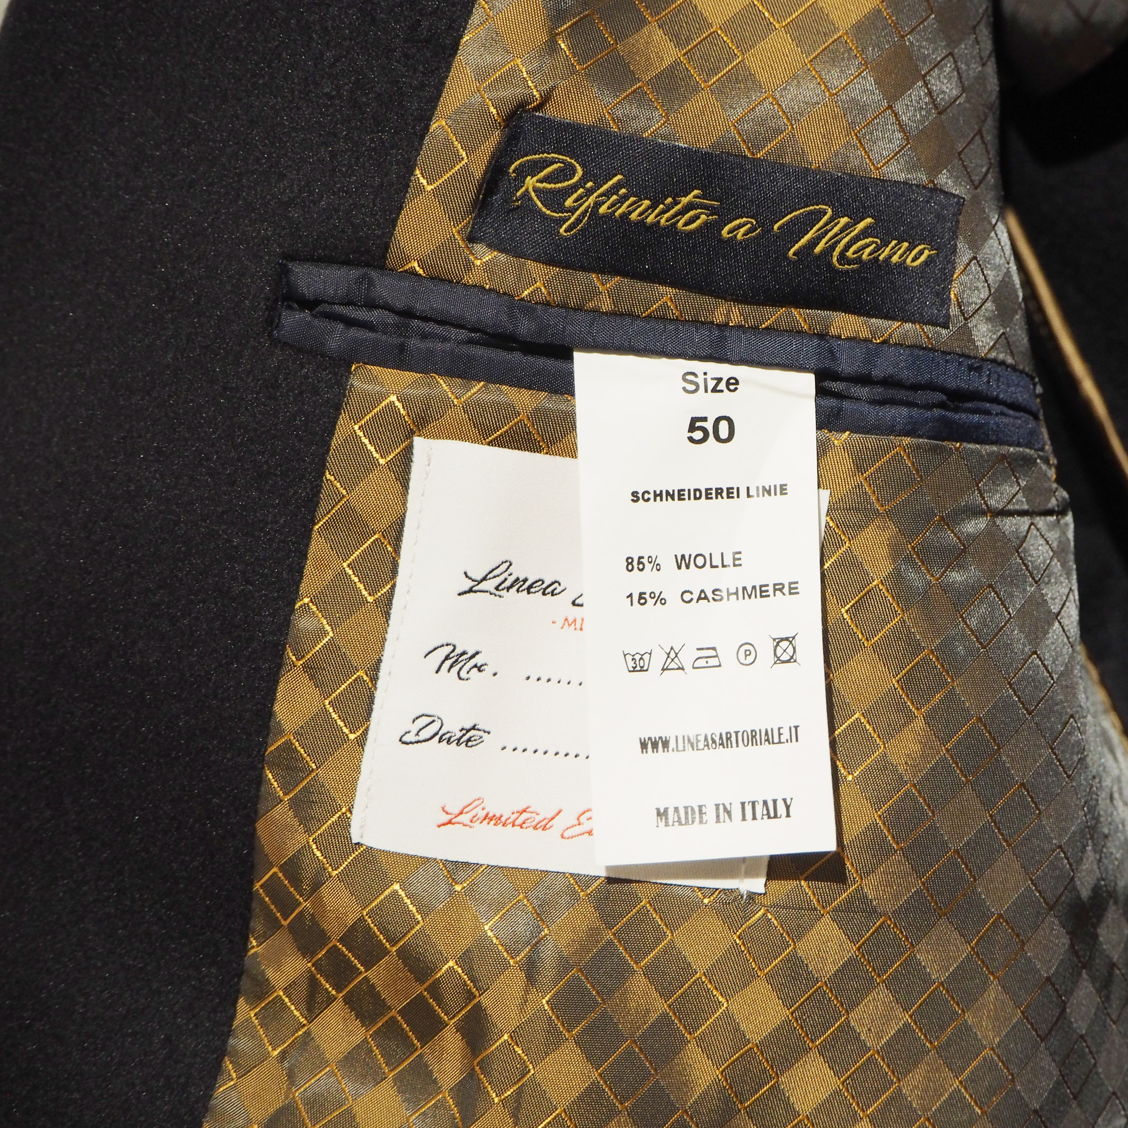 Rifinito a Mano
Size
50
SCHNEIDEREI LINIE
85% WOLLE
15% CASHMERE
30
P
WWW.LINEASARTORIALE.IT
MADE IN ITALY
Linea
Mr. ......
Date .........
Limited